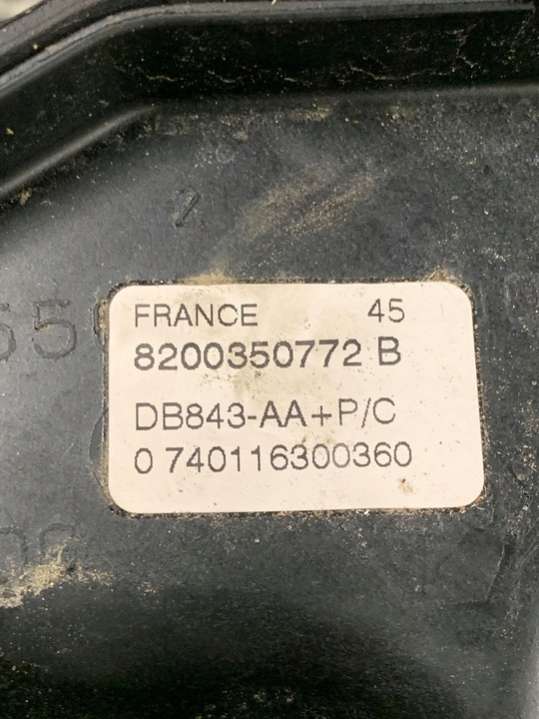 FRANCE 45
8200350772 B
DB843-AA+P/C
0 740116300360